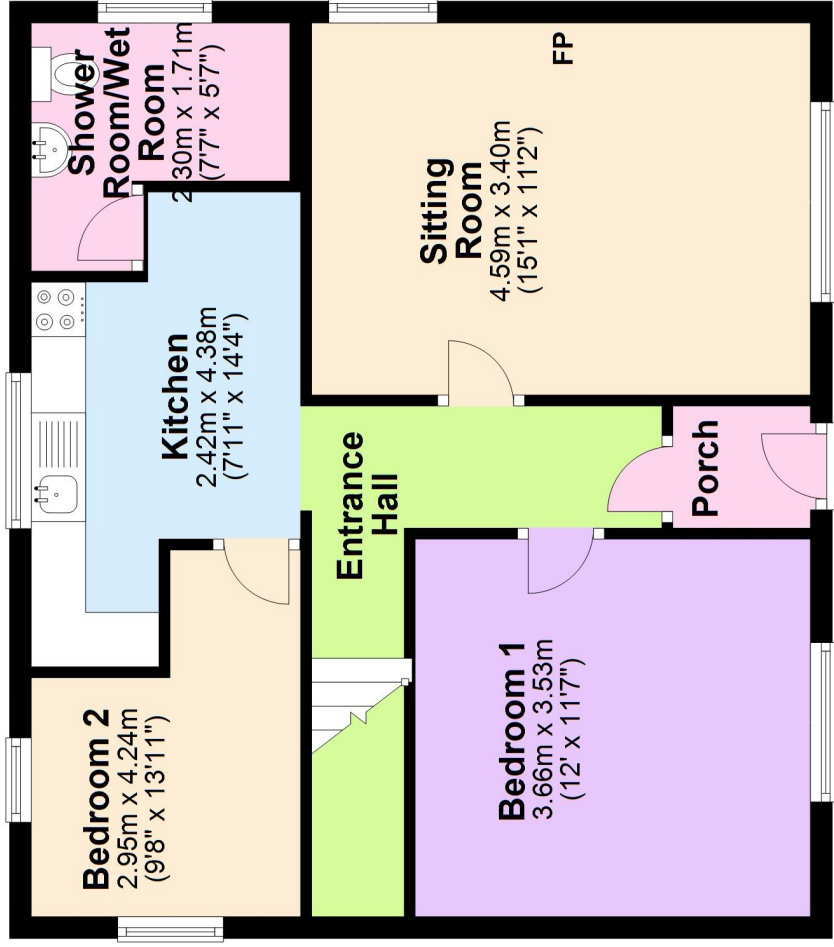 Shower
Room/Wet
Room
2.30m x 1.71m
(7'7" x 5'7")
FP
Sitting
Room
4.59m x 3.40m
(15'1" x 11'2")
Kitchen
2.42m x 4.38m
(7'11" x 14'4")
Entrance
Hall
Porch
Bedroom 2
2.95m x 4.24m
(9'8" x 13'11")
Bedroom 1
3.66m x 3.53m
(12' x 11'7")